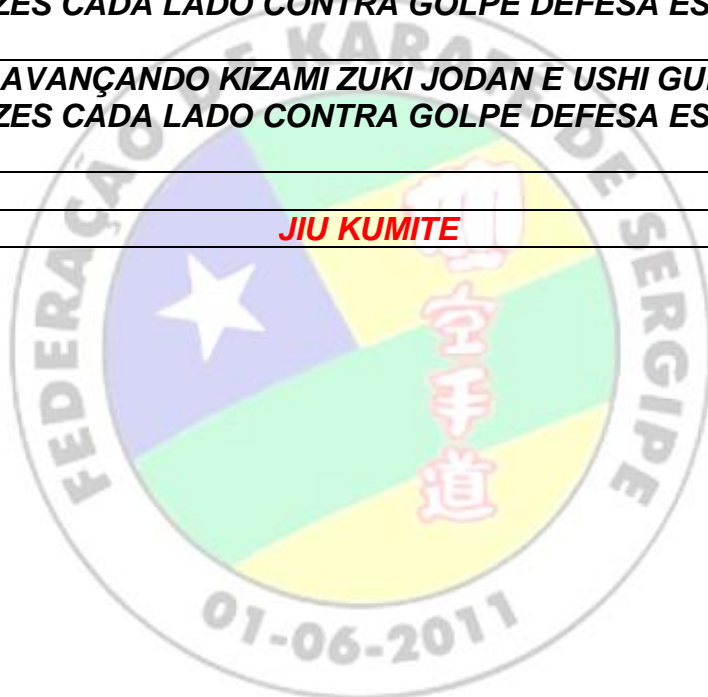 ZES CADA LADO CONTRA GOLPE DEFESA ES
AVANÇANDO KIZAMI ZUKI JODAN E USHI GU
ZES CADA LADO CONTRA GOLPE DEFESA ES
JIU KUMITE
FEDERAÇÃO DE KARATE DE SERGIPE
空手道
01-06-2011